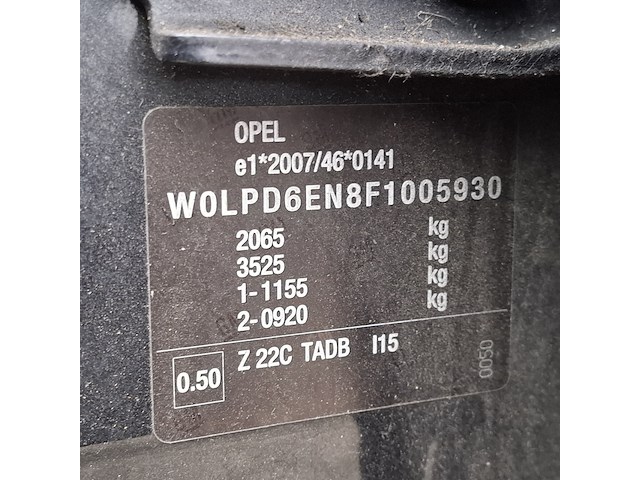 OPEL
e1*2007/46*0141
W0LPD6EN8F1005930
2065 kg
3525 kg
1-1155 kg
2-0920 kg
0.50 Z 22C TADB I15
0050